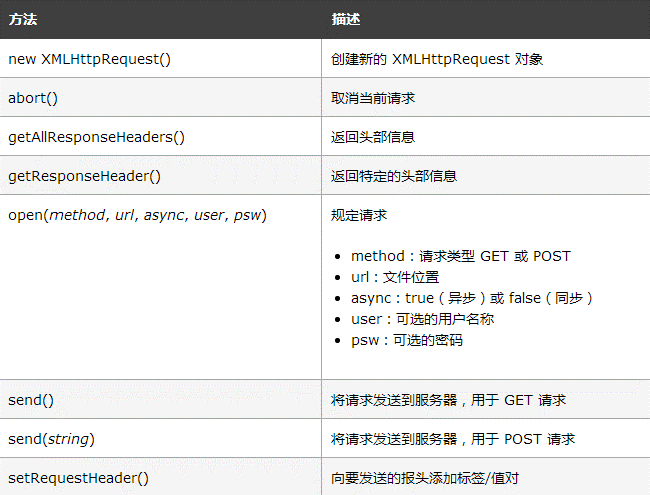 方法 描述
new XMLHttpRequest() 创建新的 XMLHttpRequest 对象
abort() 取消当前请求
getAllResponseHeaders() 返回头部信息
getResponseHeader() 返回特定的头部信息
open(method, url, async, user, psw) 规定请求
• method：请求类型 GET 或 POST
• url：文件位置
• async：true（异步）或 false（同步）
• user：可选的用户名称
• psw：可选的密码
send() 将请求发送到服务器，用于 GET 请求
send(string) 将请求发送到服务器，用于 POST 请求
setRequestHeader() 向要发送的报头添加标签/值对